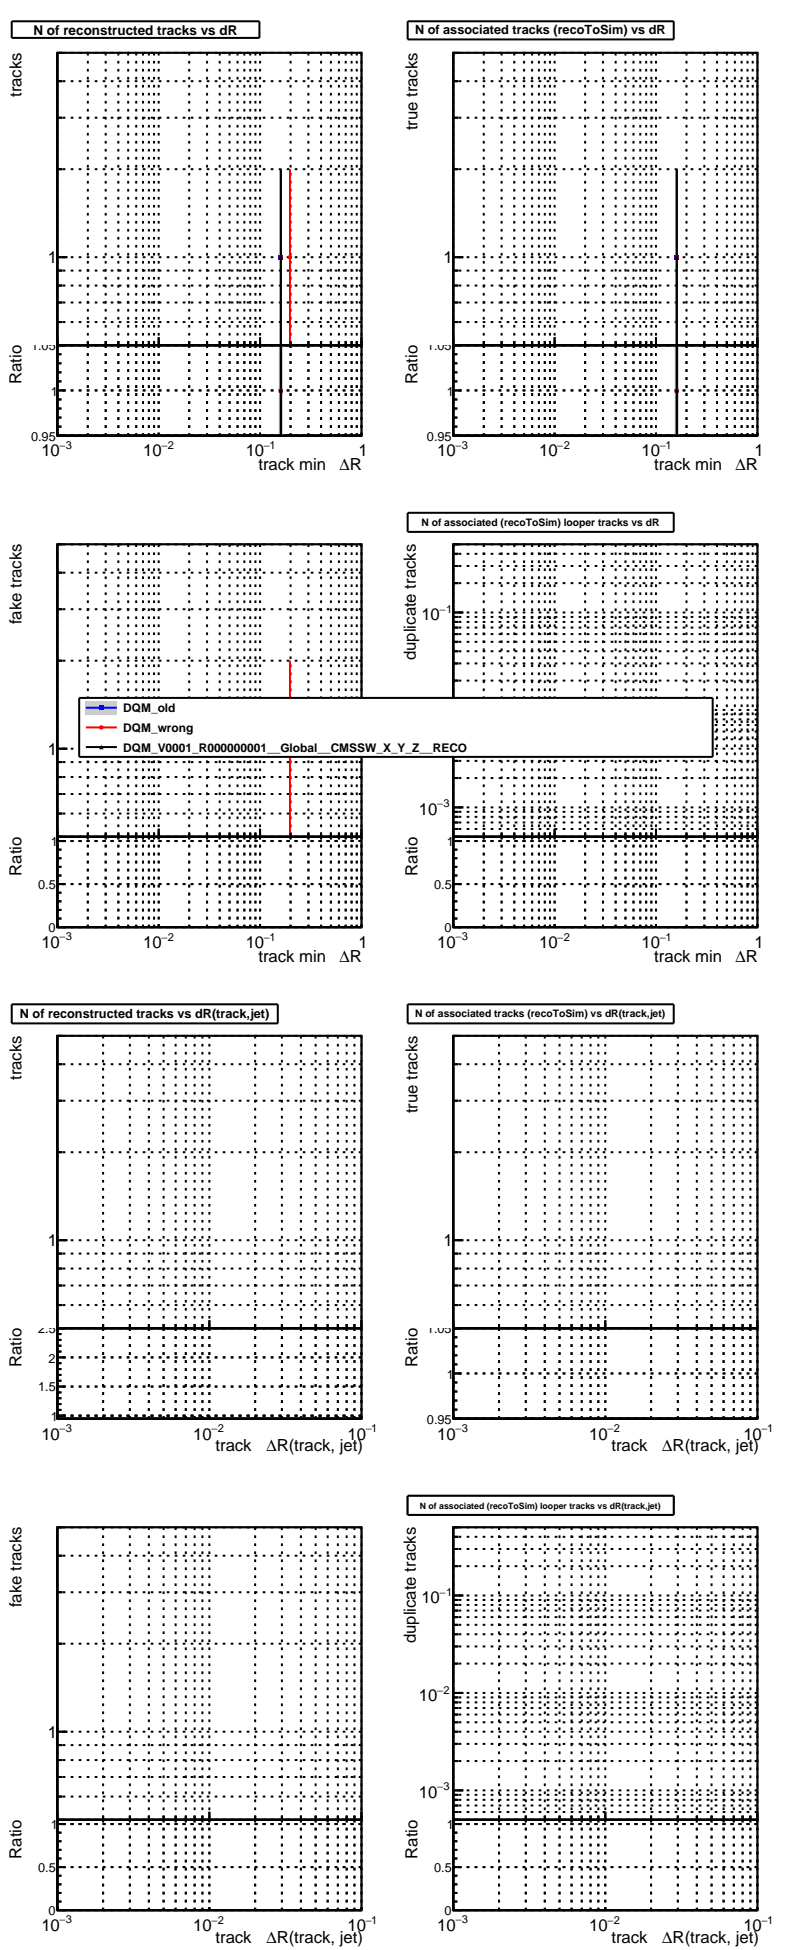 N of reconstructed tracks vs dR
tracks
1
1.05
Ratio
1
0.95
10−3
10−2
10−1
1
track min ΔR
N of associated tracks (recoToSim) vs dR
true tracks
1
1.05
Ratio
1
0.95
10−3
10−2
10−1
1
track min ΔR
fake tracks
1
Ratio
1
0.5
0
10−3
10−2
10−1
1
track min ΔR
N of associated (recoToSim) looper tracks vs dR
duplicate tracks
10−1
10−3
Ratio
1
0.5
0
10−3
10−2
10−1
1
track min ΔR
DQM_old
DQM_wrong
DQM_V0001_R000000001__Global__CMSSW_X_Y_Z__RECO
N of reconstructed tracks vs dR(track,jet)
tracks
1
2.5
Ratio
2
1.5
1
10−3
10−2
10−1
track ΔR(track, jet)
N of associated tracks (recoToSim) vs dR(track,jet)
true tracks
1
1.05
Ratio
1
0.95
10−3
10−2
10−1
track ΔR(track, jet)
fake tracks
1
Ratio
1
0.5
0
10−3
10−2
10−1
track ΔR(track, jet)
N of associated (recoToSim) looper tracks vs dR(track,jet)
duplicate tracks
10−1
10−2
10−3
Ratio
1
0.5
0
10−3
10−2
10−1
track ΔR(track, jet)